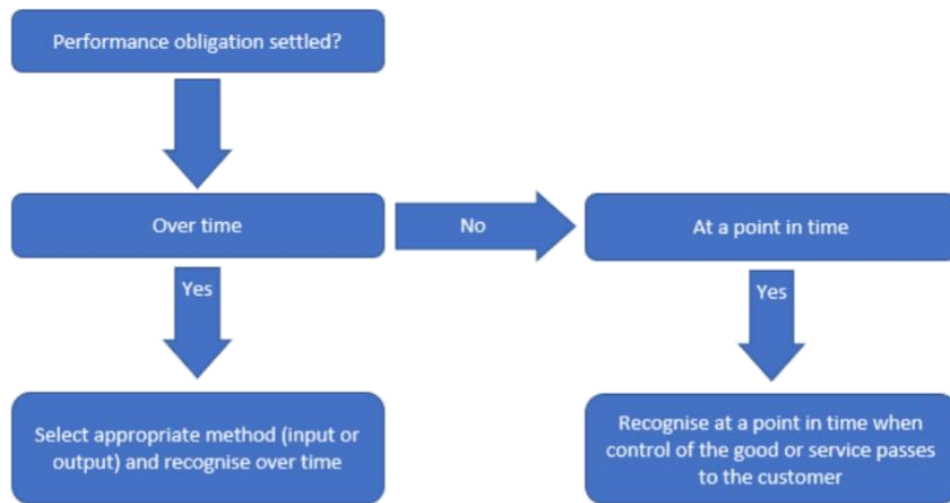 Performance obligation settled?
Over time
No
At a point in time
Yes
Yes
Select appropriate method (input or
output) and recognise over time
Recognise at a point in time when
control of the good or service passes
to the customer